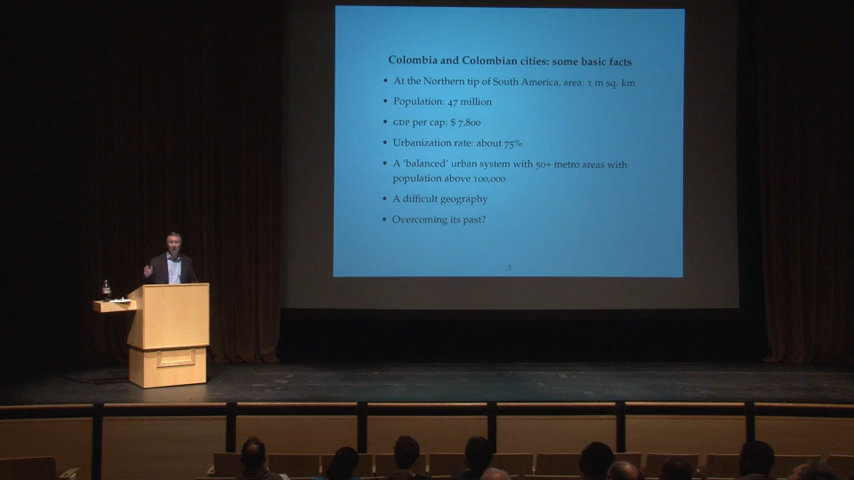 Colombia and Colombian cities: some basic facts
• At the Northern tip of South America, area: 1 m sq. km
• Population: 47 million
• GDP per cap: $ 7,800
• Urbanization rate: about 75%
• A ‘balanced’ urban system with 50+ metro areas with
population above 100,000
• A difficult geography
• Overcoming its past?
3